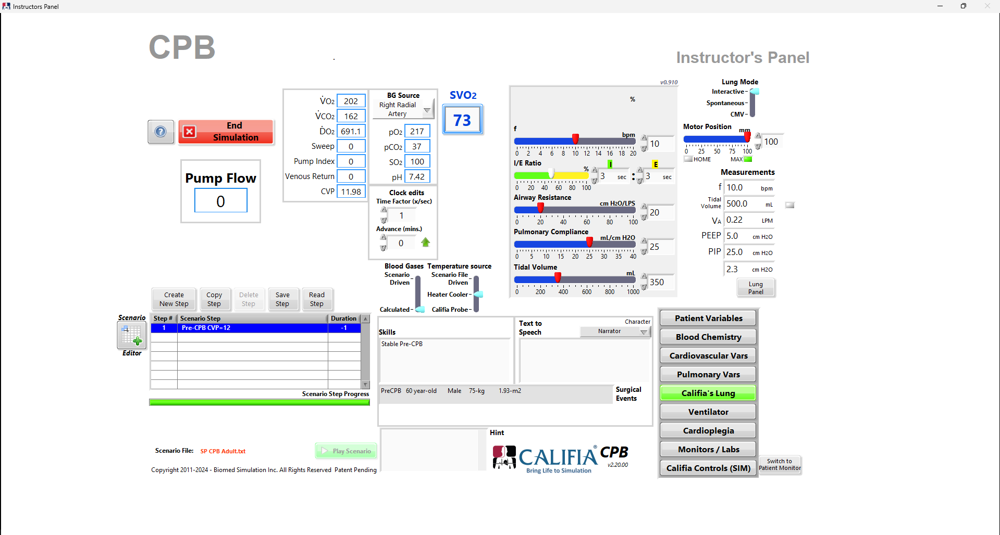 Instructors Panel
CPB
Instructor's Panel
v0.910
Lung Mode
Interactive
Spontaneous
CMV
V̇O2 202
V̇CO2 162
ḊO2 691.1
Sweep 0
Pump Index 0
Venous Return 0
CVP 11.98
BG Source
Right Radial
Artery
pO2 217
pCO2 37
SO2 100
pH 7.42
Clock edits
Time Factor (x/sec)
1
Advance (mins.)
0
SVO2
73
End
Simulation
Pump Flow
0
%
f
bpm
0 2 4 6 8 10 12 14 16 18 20
10
I/E Ratio
%
I
E
0 20 40 60 80 100
3 sec : 3 sec
Airway Resistance
cm H2O/LPS
0 20 40 60 80 100
20
Pulmonary Compliance
mL/cm H2O
0 5 10 15 20 25 30 35 40
25
Tidal Volume
mL
0 200 400 600 800 1000
350
Motor Position
mm
0 25 50 75 100
100
HOME MAX
Measurements
f 10.0 bpm
Tidal
Volume 500.0 mL
VA 0.22 LPM
PEEP 5.0 cm H2O
PIP 25.0 cm H2O
2.3 cm H2O
Lung
Panel
Blood Gases
Scenario
Driven
Calculated
Temperature source
Scenario File
Driven
Heater Cooler
Califia Probe
Create
New Step
Copy
Step
Delete
Step
Save
Step
Read
Step
Scenario
Editor
Step # Scenario Step Duration
1 Pre-CPB CVP=12 -1
Scenario Step Progress
Skills
Stable Pre-CPB
Text to
Speech
Character
Narrator
PreCPB 60 year-old Male 75-kg 1.93-m2
Surgical
Events
Hint
Patient Variables
Blood Chemistry
Cardiovascular Vars
Pulmonary Vars
Califia's Lung
Ventilator
Cardioplegia
Monitors / Labs
Califia Controls (SIM)
Switch to
Patient Monitor
Scenario File: SP CPB Adult.txt
Play Scenario
Copyright 2011-2024 - Biomed Simulation Inc. All Rights Reserved Patent Pending
CALIFIA® CPB
v2.20.00
Bring Life to Simulation